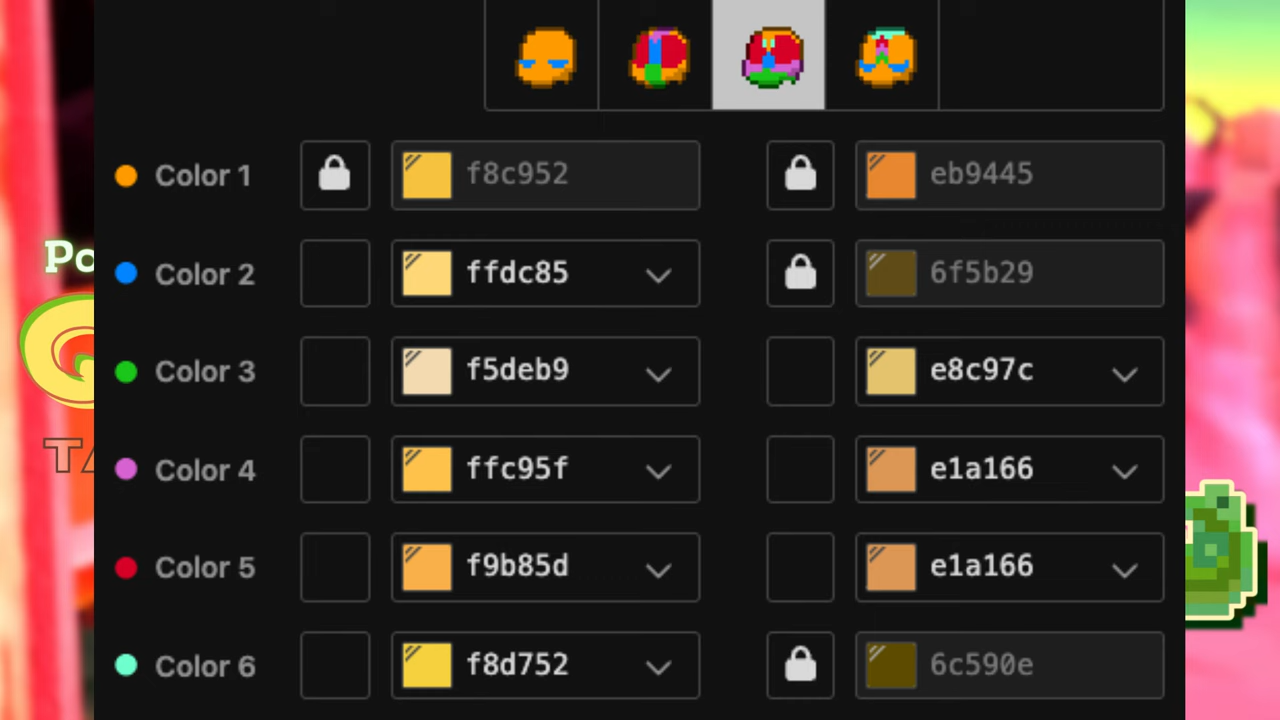 Color 1 f8c952 eb9445
Po
Color 2 ffdc85 6f5b29
Color 3 f5deb9 e8c97c
Color 4 ffc95f e1a166
Color 5 f9b85d e1a166
Color 6 f8d752 6c590e